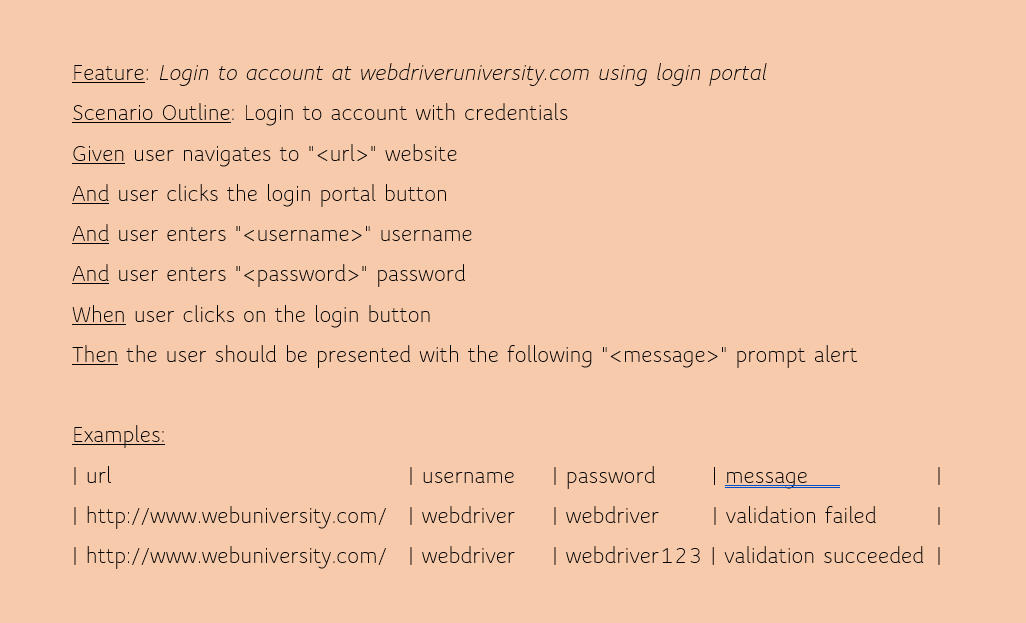 Feature: Login to account at webdriveruniversity.com using login portal
Scenario Outline: Login to account with credentials
Given user navigates to "<url>" website
And user clicks the login portal button
And user enters "<username>" username
And user enters "<password>" password
When user clicks on the login button
Then the user should be presented with the following "<message>" prompt alert
Examples:
| url | username | password | message |
| http://www.webuniversity.com/ | webdriver | webdriver | validation failed |
| http://www.webuniversity.com/ | webdriver | webdriver123 | validation succeeded |